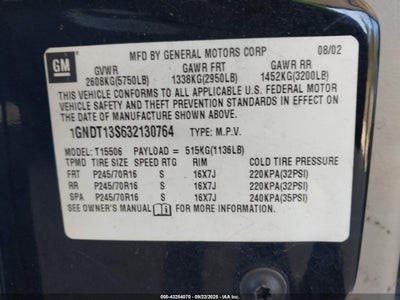 GM
MFD BY GENERAL MOTORS CORP 08/02
GVWR GAWR FRT GAWR RR
2608KG(5750LB) 1338KG(2950LB) 1452KG(3200LB)
THIS VEHICLE CONFORMS TO ALL APPLICABLE U.S. FEDERAL MOTOR
VEHICLE SAFETY AND THEFT PREVENTION STANDARDS IN EFFECT ON
THE DATE OF MANUFACTURE SHOWN ABOVE.
1GNDT13S632130764 TYPE: M.P.V.
MODEL: T15506 PAYLOAD = 515KG(1136LB)
TPMD TIRE SIZE SPEED RTG RIM COLD TIRE PRESSURE
FRT P245/70R16 S 16X7J 220KPA(32PSI)
RR P245/70R16 S 16X7J 220KPA(32PSI)
SPA P245/70R16 S 16X7J 240KPA(35PSI)
SEE OWNER'S MANUAL FOR MORE INFORMATION.
000-43254070 - 09/22/2025 - IAAI.COM